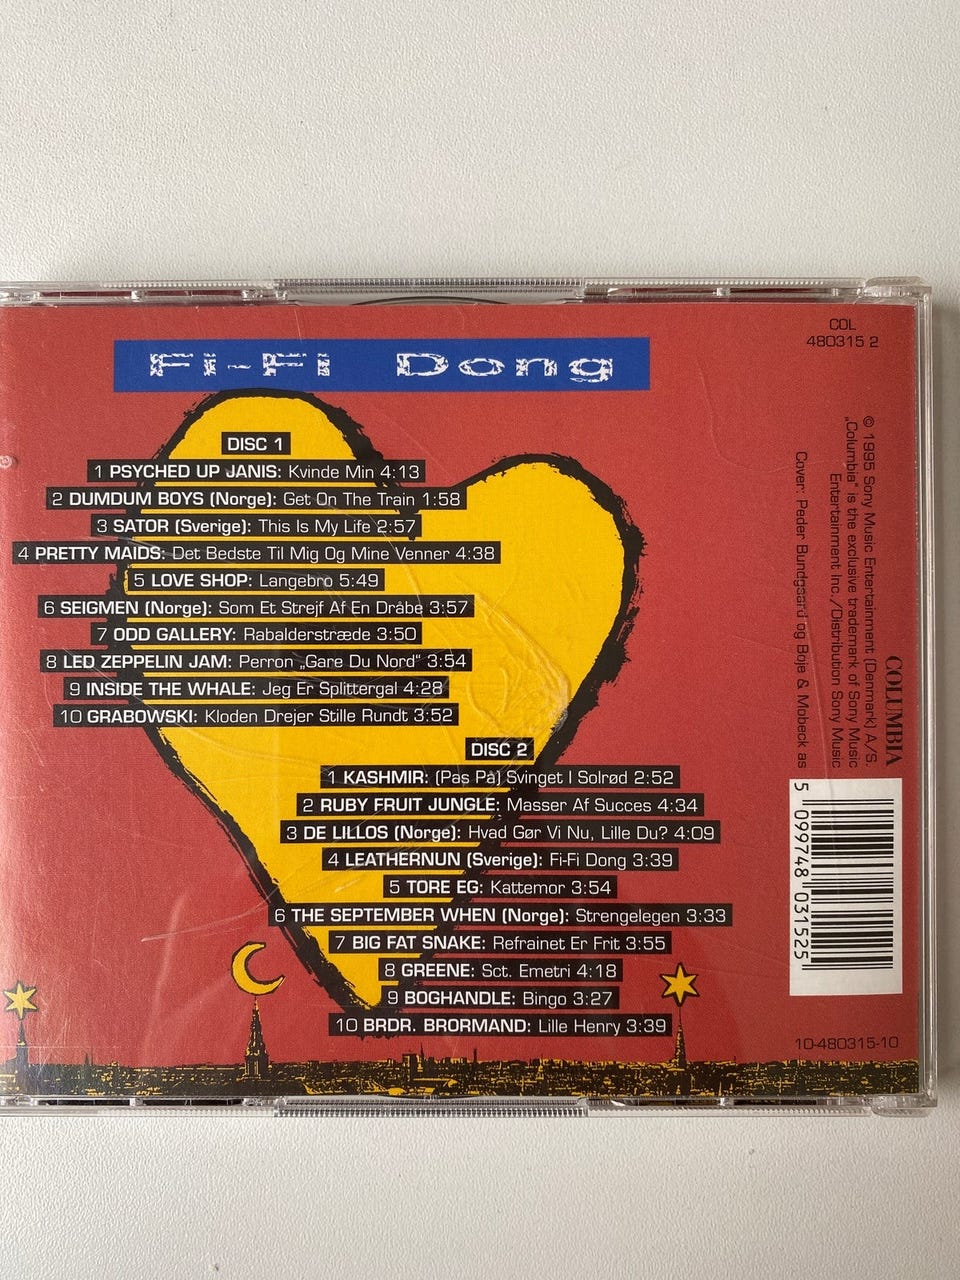 COL
480315 2
Fi-Fi Dong
DISC 1
1 PSYCHED UP JANIS: Kvinde Min 4:13
2 DUMDUM BOYS (Norge): Get On The Train 1:58
3 SATOR (Sverige): This Is My Life 2:57
4 PRETTY MAIDS: Det Bedste Til Mig Og Mine Venner 4:38
5 LOVE SHOP: Langebro 5:49
6 SEIGMEN (Norge): Som Et Strejf Af En Dråbe 3:57
7 ODD GALLERY: Rabalderstræde 3:50
8 LED ZEPPELIN JAM: Perron „Gare Du Nord“ 3:54
9 INSIDE THE WHALE: Jeg Er Splittergal 4:28
10 GRABOWSKI: Kloden Drejer Stille Rundt 3:52
DISC 2
1 KASHMIR: (Pas På) Svinget I Solrød 2:52
2 RUBY FRUIT JUNGLE: Masser Af Succes 4:34
3 DE LILLOS (Norge): Hvad Gør Vi Nu, Lille Du? 4:09
4 LEATHERNUN (Sverige): Fi-Fi Dong 3:39
5 TORE EG: Kattemor 3:54
6 THE SEPTEMBER WHEN (Norge): Strengelegen 3:33
7 BIG FAT SNAKE: Refrainet Er Frit 3:55
8 GREENE: Sct. Emetri 4:18
9 BOGHANDLE: Bingo 3:27
10 BRDR. BRORMAND: Lille Henry 3:39
© 1995 Sony Music Entertainment (Denmark) A/S.
„Columbia“ is the exclusive trademark of Sony Music
Entertainment Inc./Distribution Sony Music
Cover: Peder Bundgaard og Boje & Mobeck as
COLUMBIA
5 099748 031525
10-480315-10